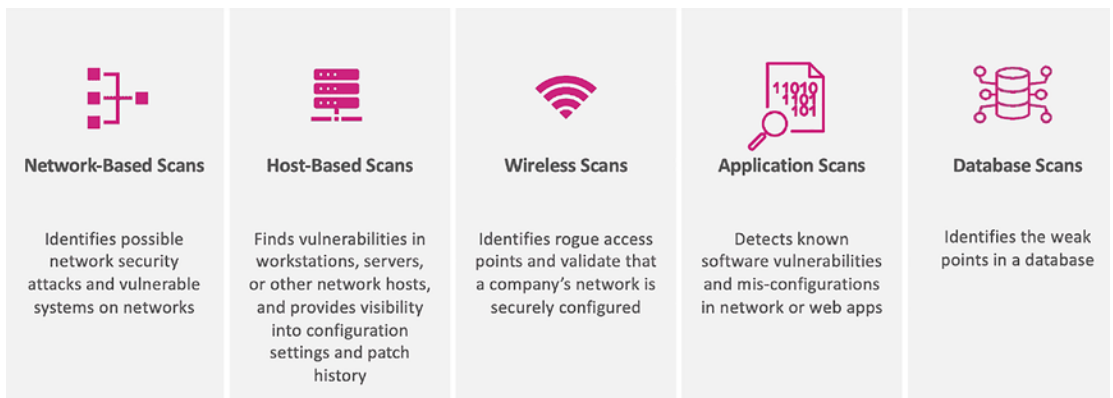 11010
1101
101
Network-Based Scans
Identifies possible
network security
attacks and vulnerable
systems on networks
Host-Based Scans
Finds vulnerabilities in
workstations, servers,
or other network hosts,
and provides visibility
into configuration
settings and patch
history
Wireless Scans
Identifies rogue access
points and validate that
a company's network is
securely configured
Application Scans
Detects known
software vulnerabilities
and mis-configurations
in network or web apps
Database Scans
Identifies the weak
points in a database